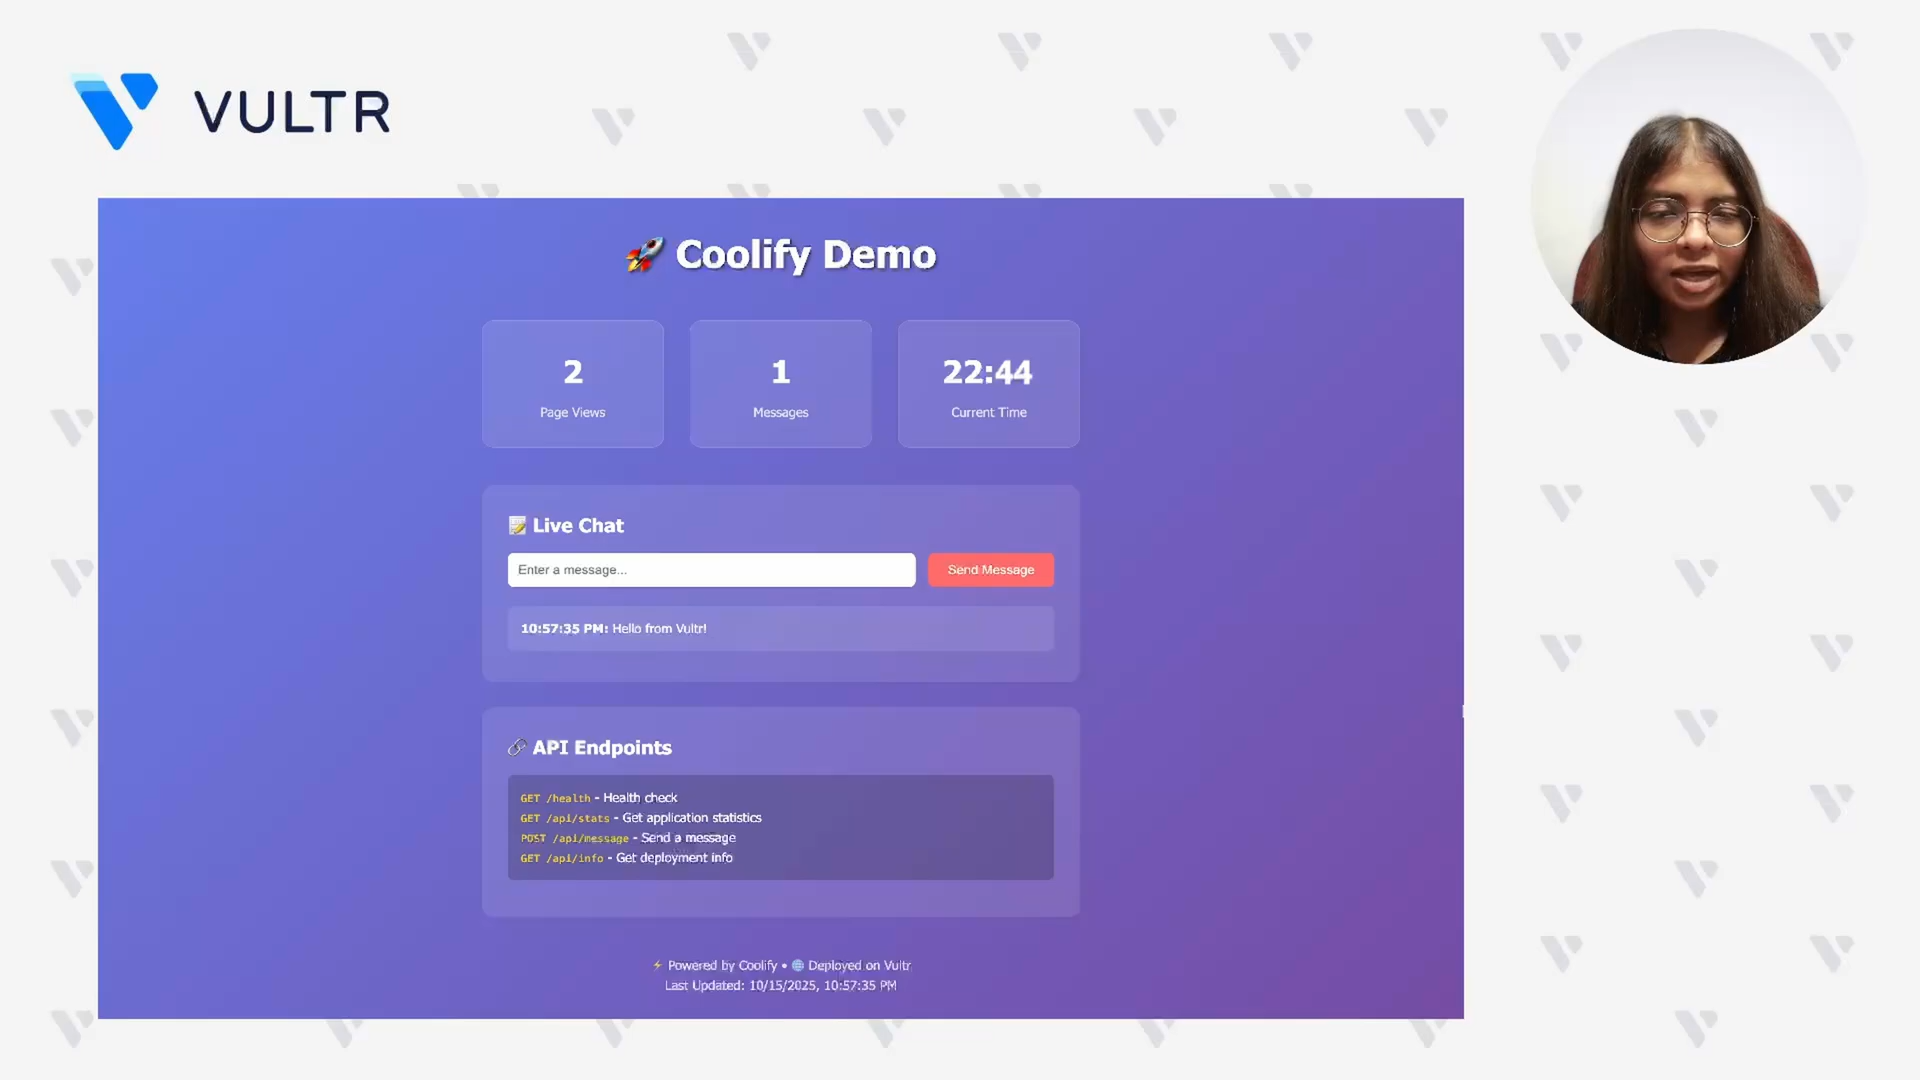 VULTR
🚀 Coolify Demo
2
Page Views
1
Messages
22:44
Current Time
📝 Live Chat
Enter a message...
Send Message
10:57:35 PM: Hello from Vultr!
🔗 API Endpoints
GET /health - Health check
GET /api/stats - Get application statistics
POST /api/message - Send a message
GET /api/info - Get deployment info
⚡ Powered by Coolify • 🌐 Deployed on Vultr
Last Updated: 10/15/2025, 10:57:35 PM